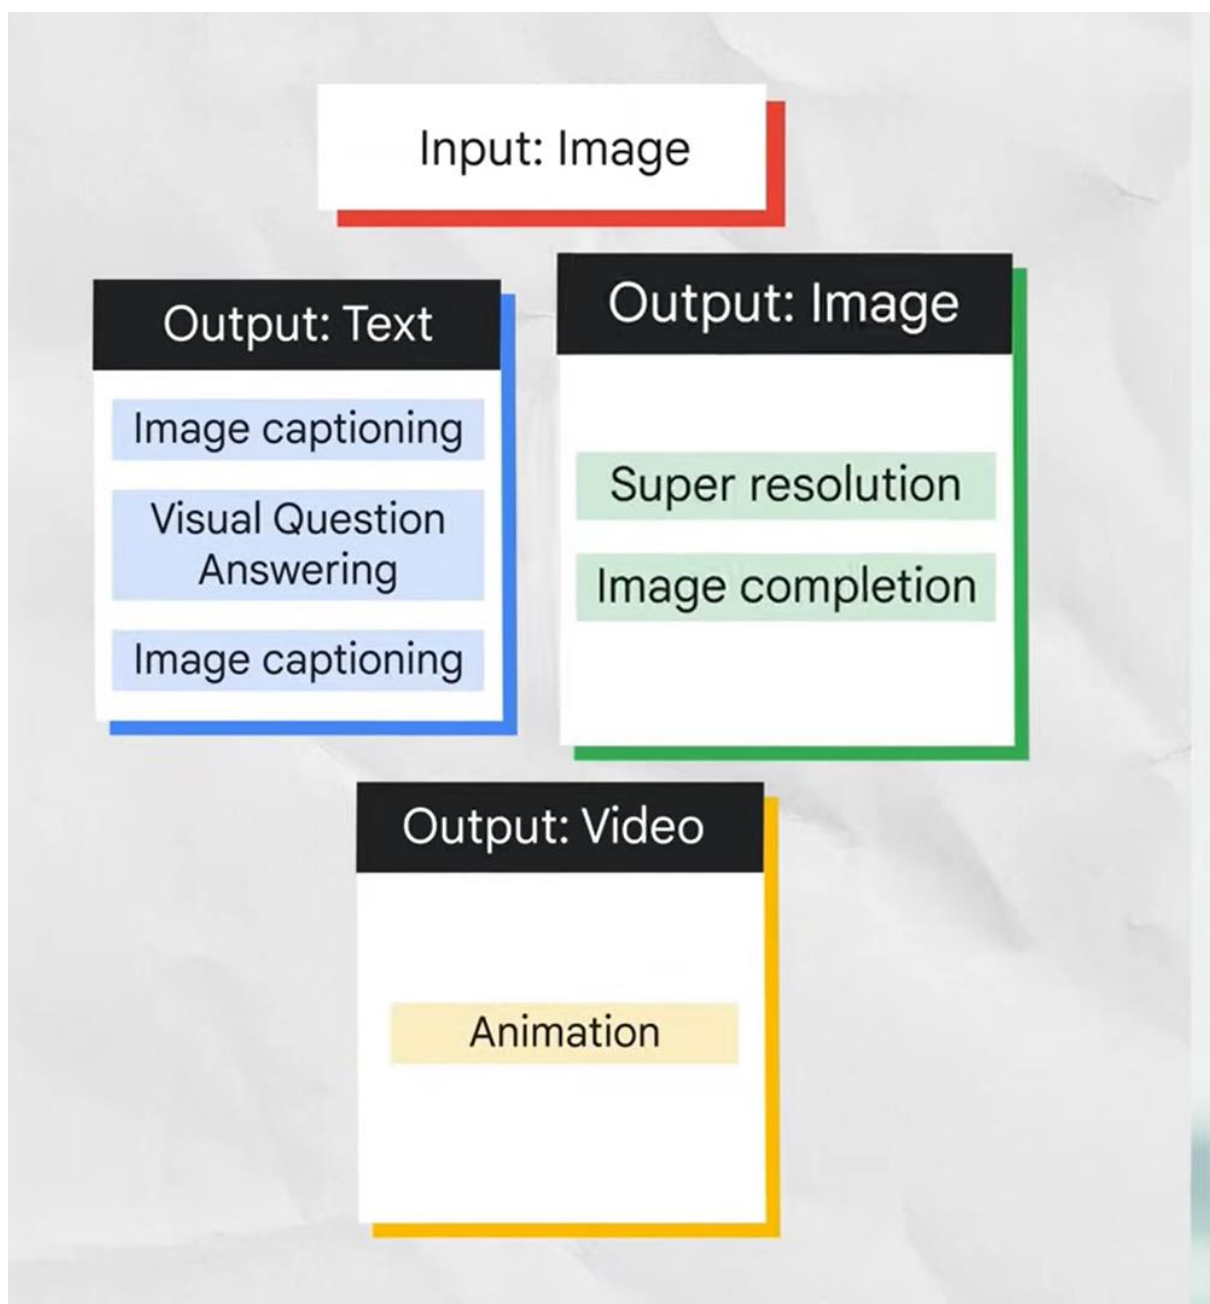 Input: Image
Output: Text
Image captioning
Visual Question
Answering
Image captioning
Output: Image
Super resolution
Image completion
Output: Video
Animation